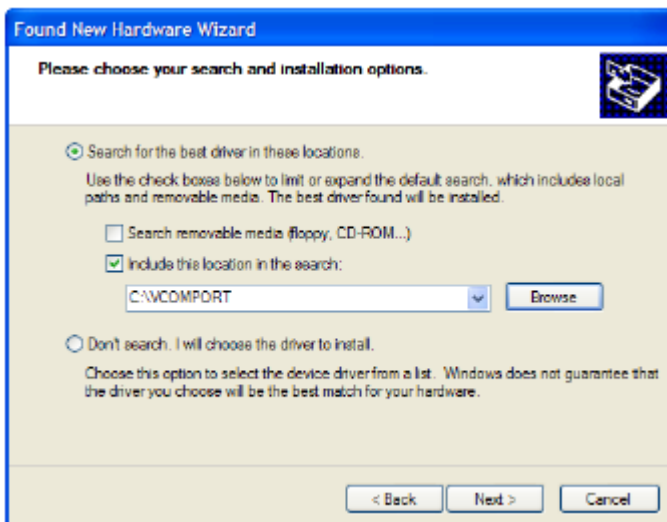 Found New Hardware Wizard
Please choose your search and installation options.
Search for the best driver in these locations.
Use the check boxes below to limit or expand the default search, which includes local
paths and removable media. The best driver found will be installed.
Search removable media (floppy, CD-ROM...)
Include this location in the search:
C:\VCOMPORT
Browse
Don't search. I will choose the driver to install.
Choose this option to select the device driver from a list. Windows does not guarantee that
the driver you choose will be the best match for your hardware.
< Back Next > Cancel